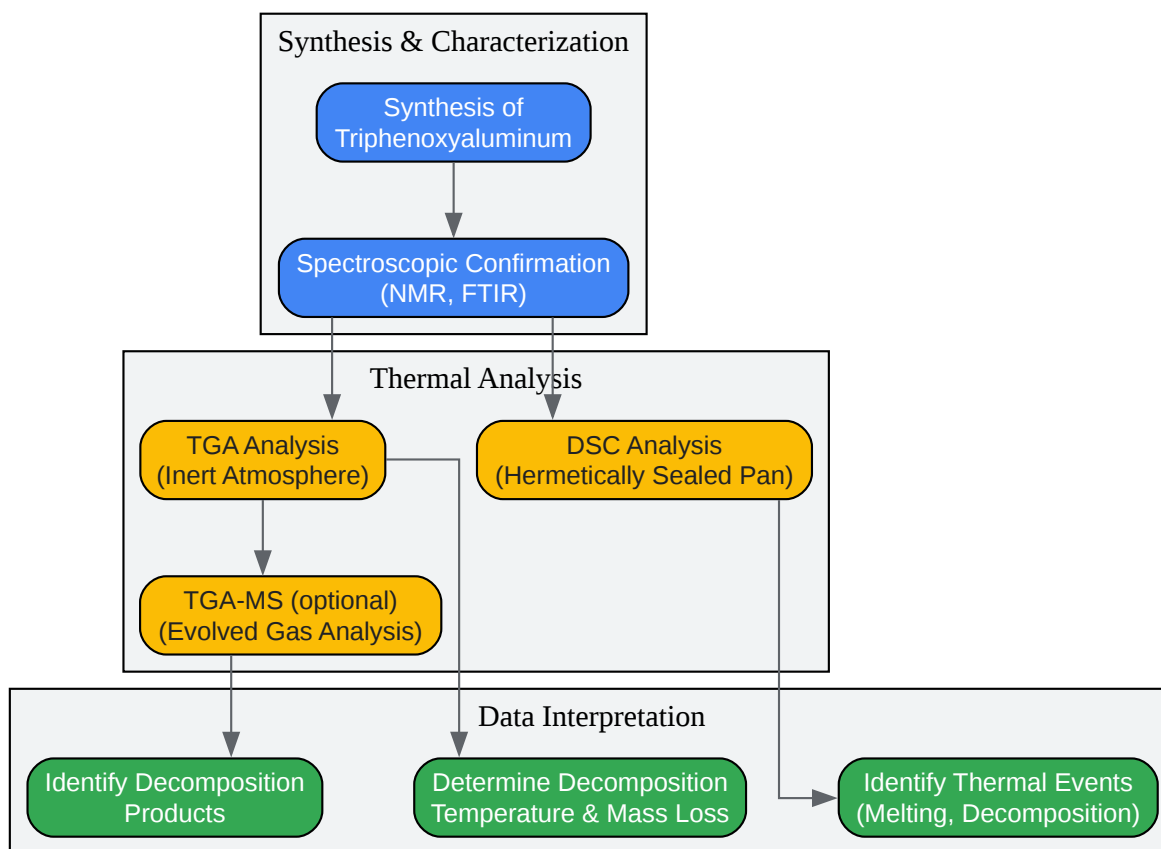 Synthesis & Characterization
Synthesis of
Triphenoxyaluminum
Spectroscopic Confirmation
(NMR, FTIR)
Thermal Analysis
TGA Analysis
(Inert Atmosphere)
DSC Analysis
(Hermetically Sealed Pan)
TGA-MS (optional)
(Evolved Gas Analysis)
Data Interpretation
Identify Decomposition
Products
Determine Decomposition
Temperature & Mass Loss
Identify Thermal Events
(Melting, Decomposition)